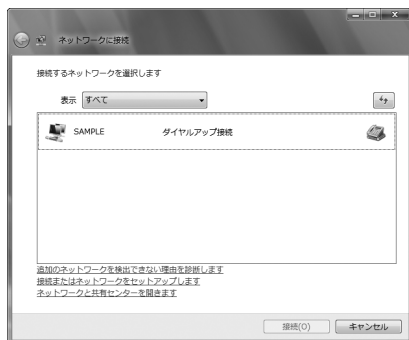 ネットワークに接続
接続するネットワークを選択します
表示 すべて
SAMPLE ダイヤルアップ接続
追加のネットワークを検出できない理由を診断します
接続またはネットワークをセットアップします
ネットワークと共有センターを開きます
接続(O) キャンセル